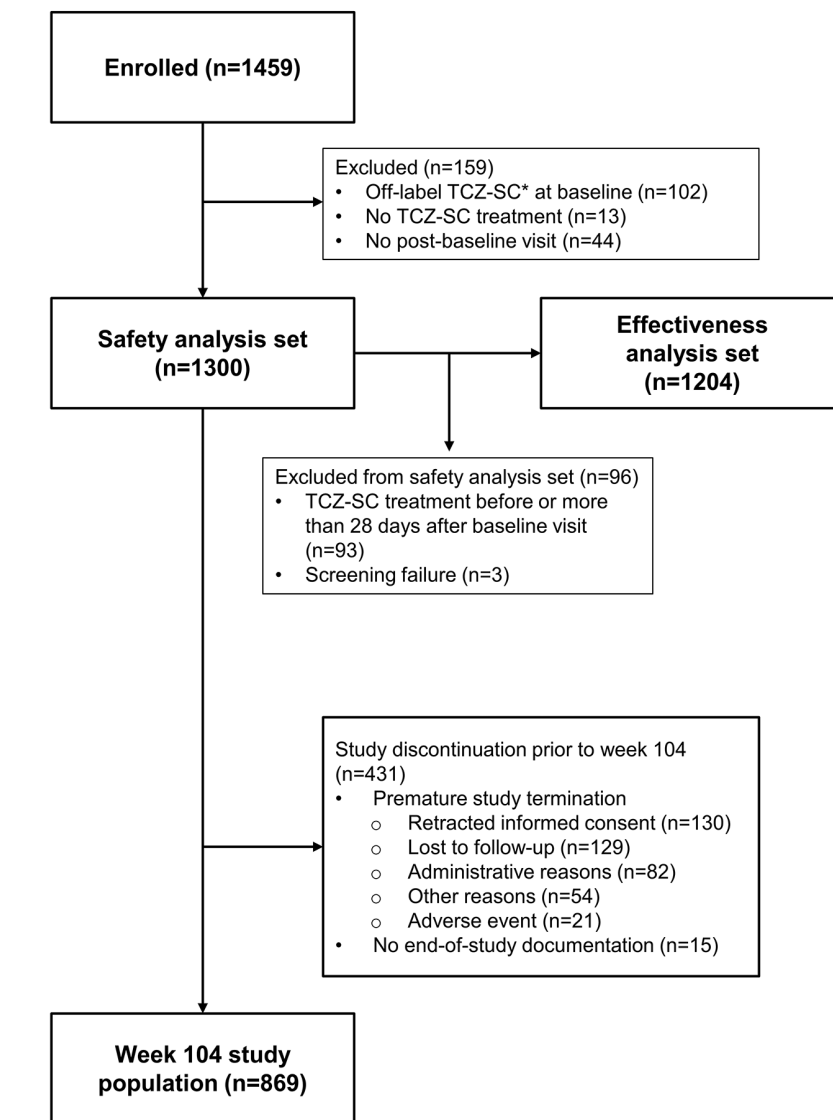 Enrolled (n=1459)
Excluded (n=159)
• Off-label TCZ-SC* at baseline (n=102)
• No TCZ-SC treatment (n=13)
• No post-baseline visit (n=44)
Safety analysis set
(n=1300)
Effectiveness
analysis set
(n=1204)
Excluded from safety analysis set (n=96)
• TCZ-SC treatment before or more
than 28 days after baseline visit
(n=93)
• Screening failure (n=3)
Study discontinuation prior to week 104
(n=431)
• Premature study termination
o Retracted informed consent (n=130)
o Lost to follow-up (n=129)
o Administrative reasons (n=82)
o Other reasons (n=54)
o Adverse event (n=21)
• No end-of-study documentation (n=15)
Week 104 study
population (n=869)